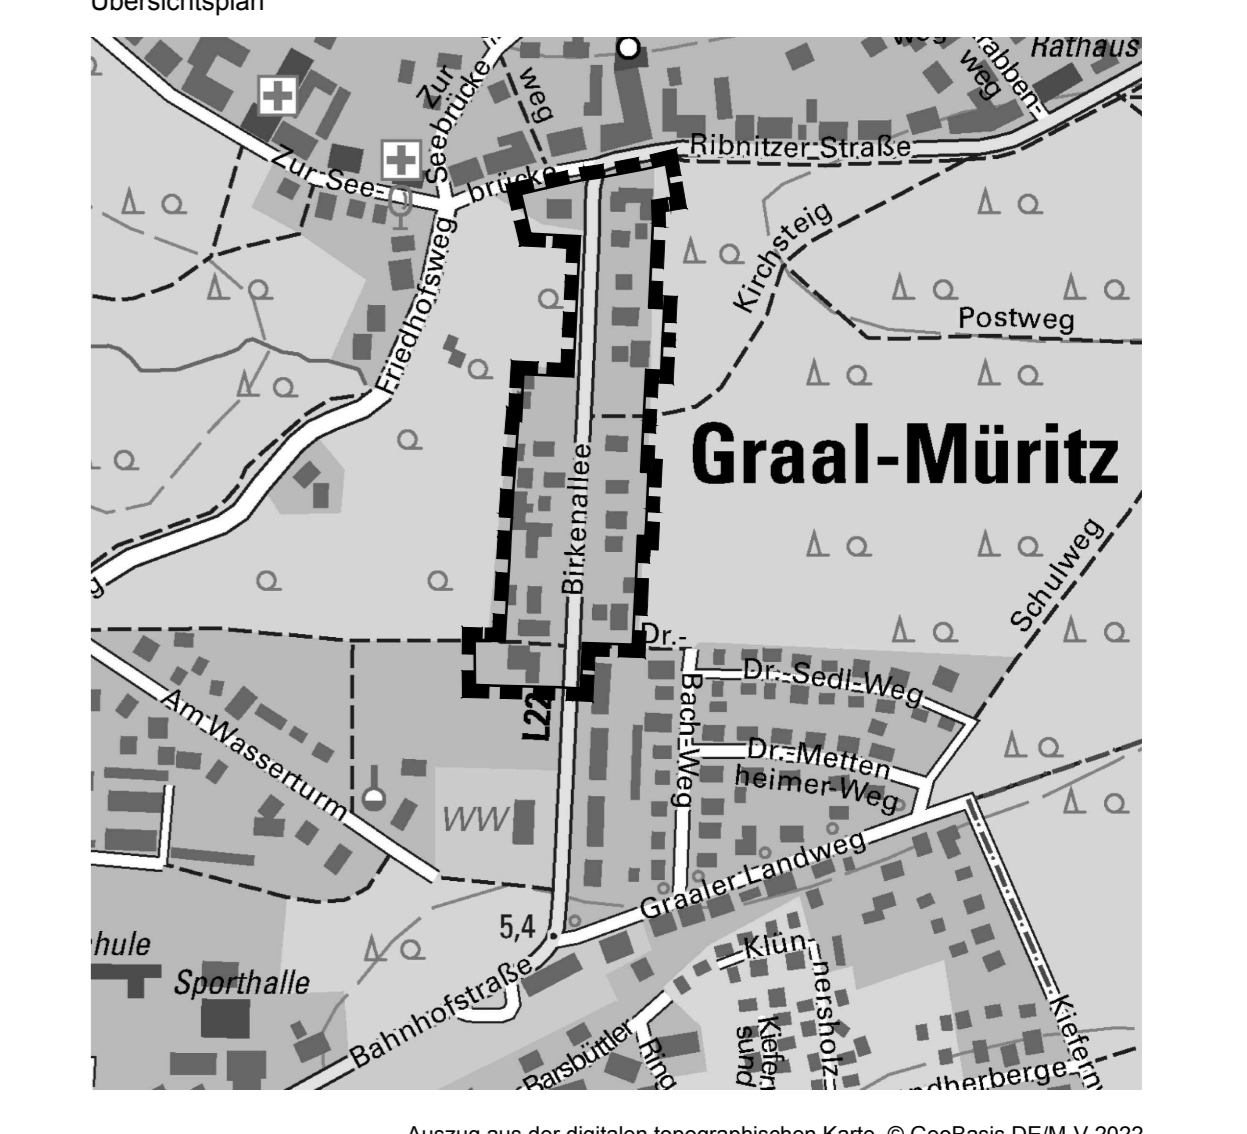 Übersichtsplan
Rathaus
weg
Zur
Seebrücke
weg
Ribnitzer Straße
Zur See-
brücke
Kirchsteig
Friedhofsweg
Postweg
Graal-Müritz
Birkenallee
Schulweg
Dr.-
Bach-Weg
Dr.-Sedl-Weg
L22
Am Wasserturm
Dr.-Metten
heimer-Weg
WW
Graaler Landweg
5,4
hule
Sporthalle
Klün-
nersholz-
Bahnhofstraße
Barsbüttler
Ring
Kiefern
sund
Kiefern
ndherberge
Auszug aus der digitalen topographischen Karte, © GeoBasis DE/M-V 2022